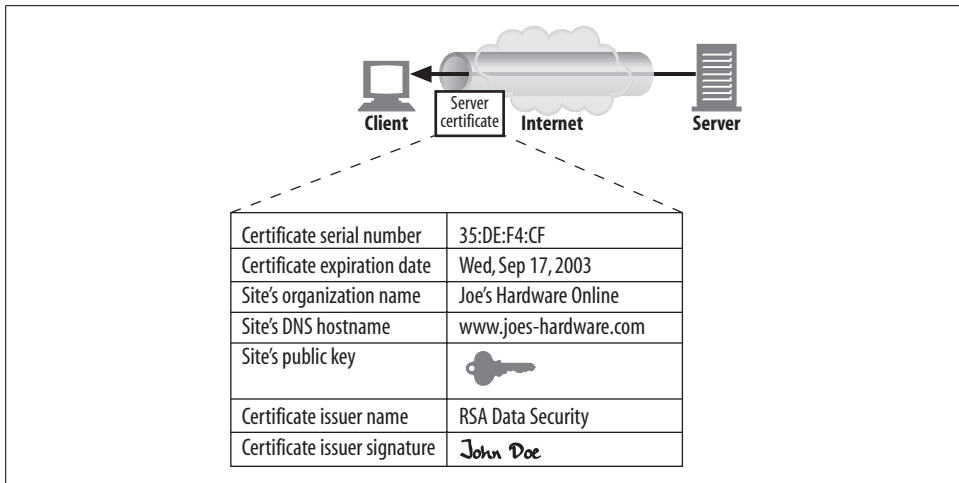 Client
Server
certificate
Internet
Server
Certificate serial number 35:DE:F4:CF
Certificate expiration date Wed, Sep 17, 2003
Site's organization name Joe's Hardware Online
Site's DNS hostname www.joes-hardware.com
Site's public key
Certificate issuer name RSA Data Security
Certificate issuer signature John Doe